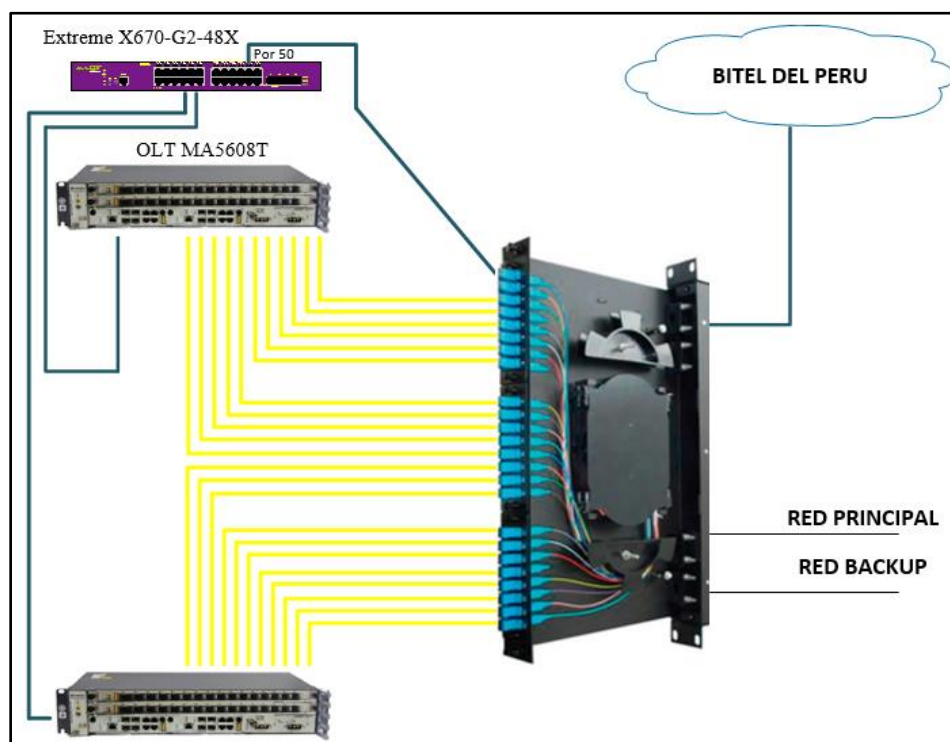 Extreme X670-G2-48X
Por 50
BITEL DEL PERU
OLT MA5608T
RED PRINCIPAL
RED BACKUP